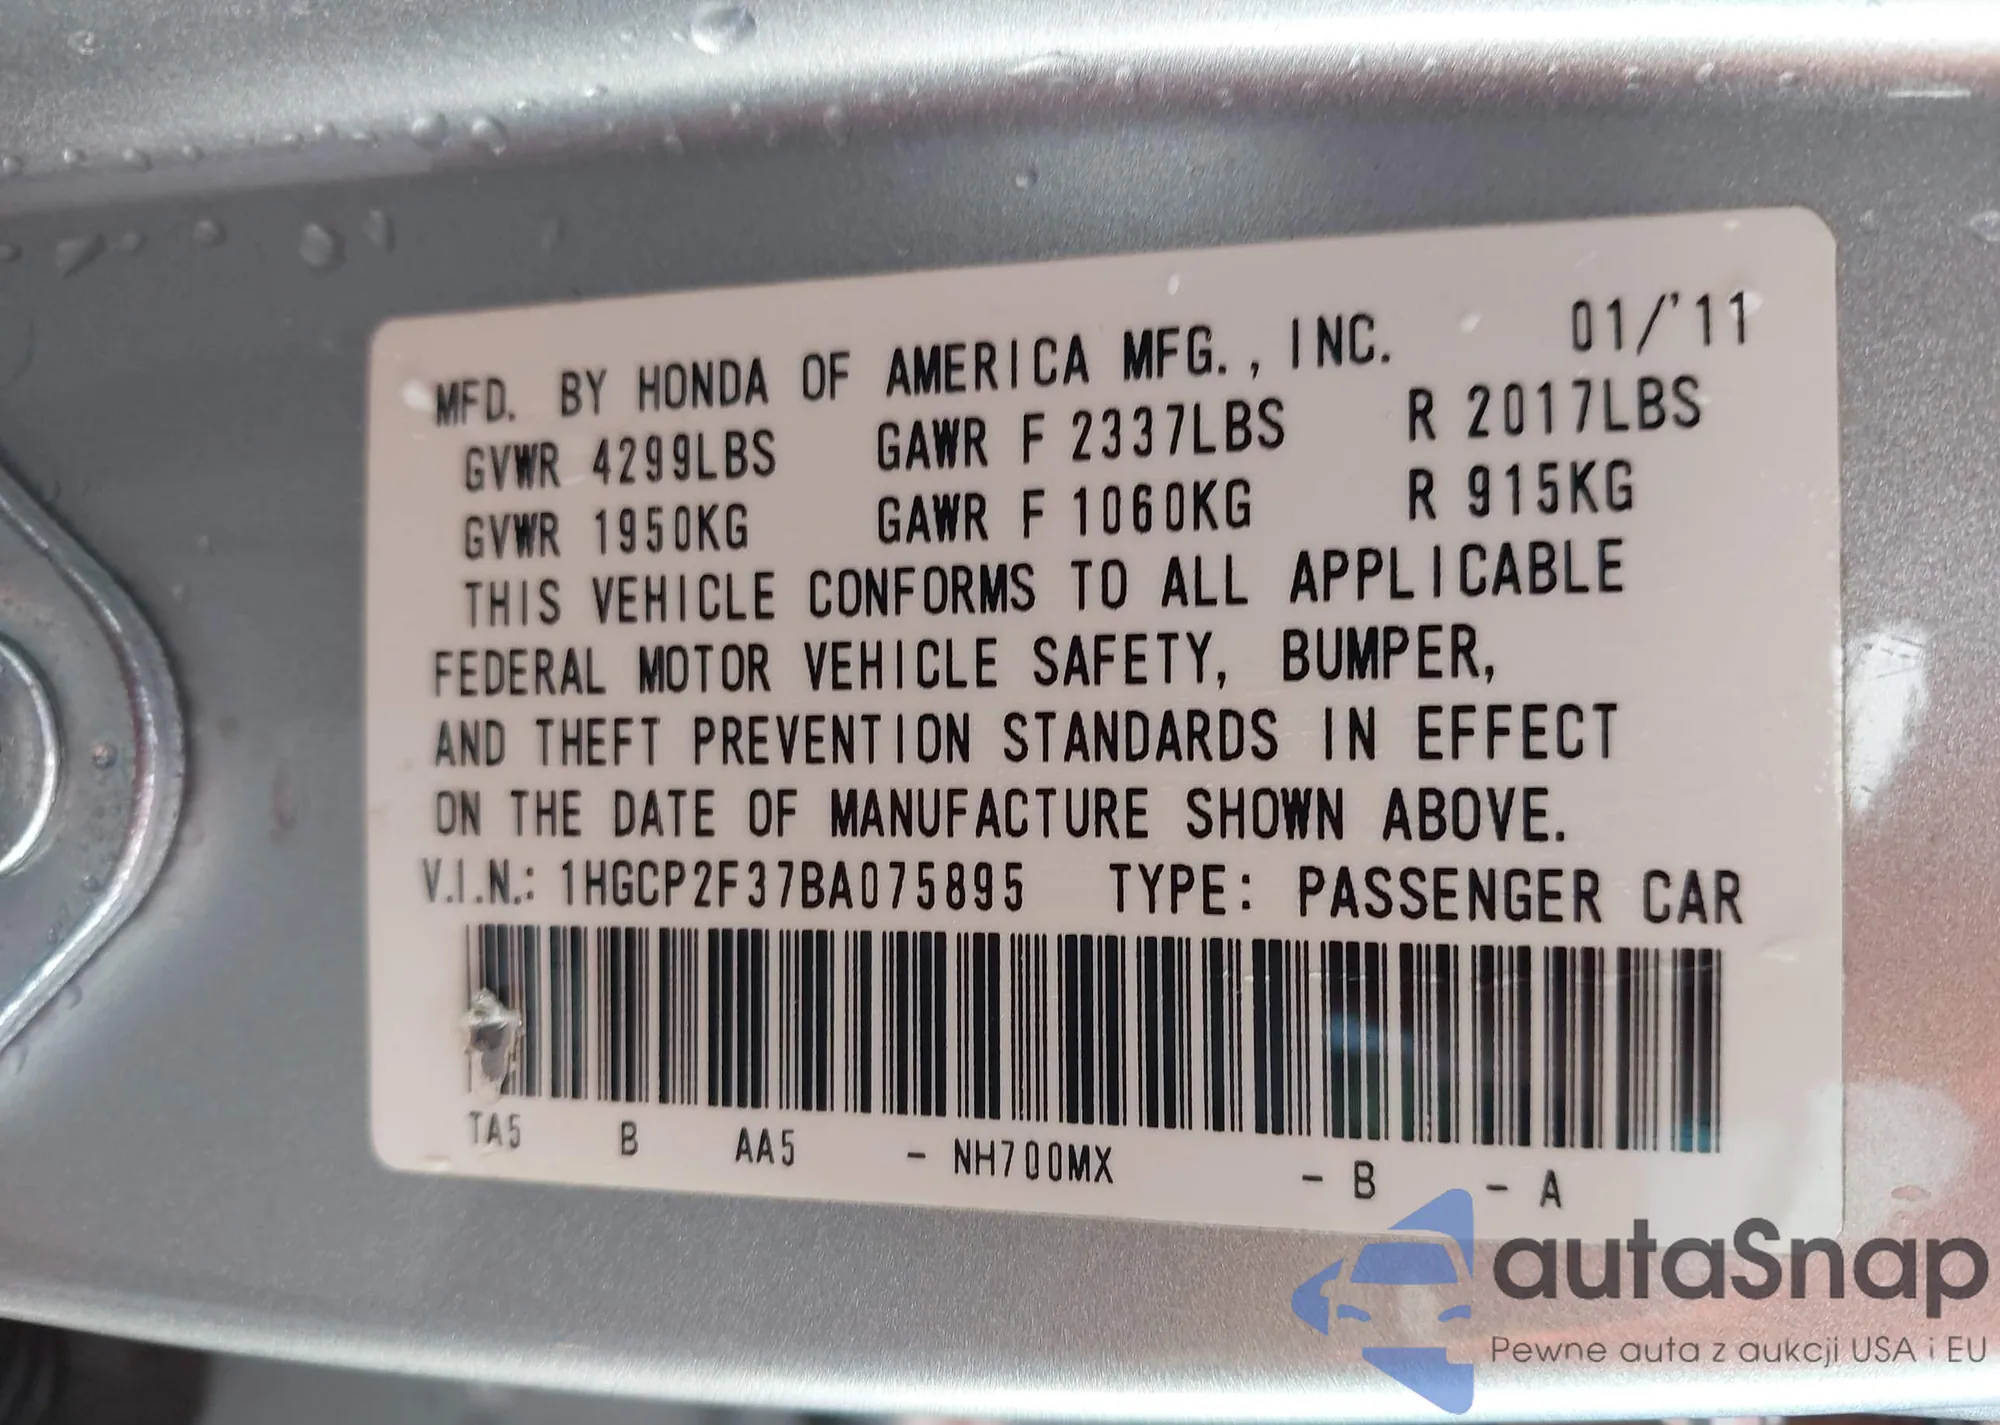 MFD. BY HONDA OF AMERICA MFG., INC. 01/'11
GVWR 4299LBS GAWR F 2337LBS R 2017LBS
GVWR 1950KG GAWR F 1060KG R 915KG
THIS VEHICLE CONFORMS TO ALL APPLICABLE
FEDERAL MOTOR VEHICLE SAFETY, BUMPER,
AND THEFT PREVENTION STANDARDS IN EFFECT
ON THE DATE OF MANUFACTURE SHOWN ABOVE.
V.I.N.: 1HGCP2F37BA075895 TYPE: PASSENGER CAR
TA5 B AA5 - NH700MX - B - A
autaSnap
Pewne auta z aukcji USA i EU